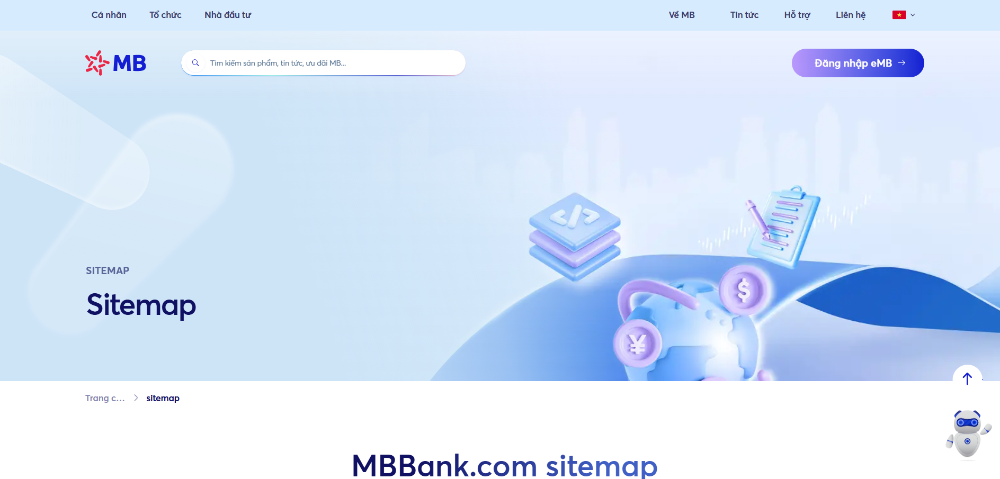 Cá nhân
Tổ chức
Nhà đầu tư
Về MB
Tin tức
Hỗ trợ
Liên hệ
MB
Tìm kiếm sản phẩm, tin tức, ưu đãi MB...
Đăng nhập eMB
SITEMAP
Sitemap
Trang c...
sitemap
MBBank.com sitemap